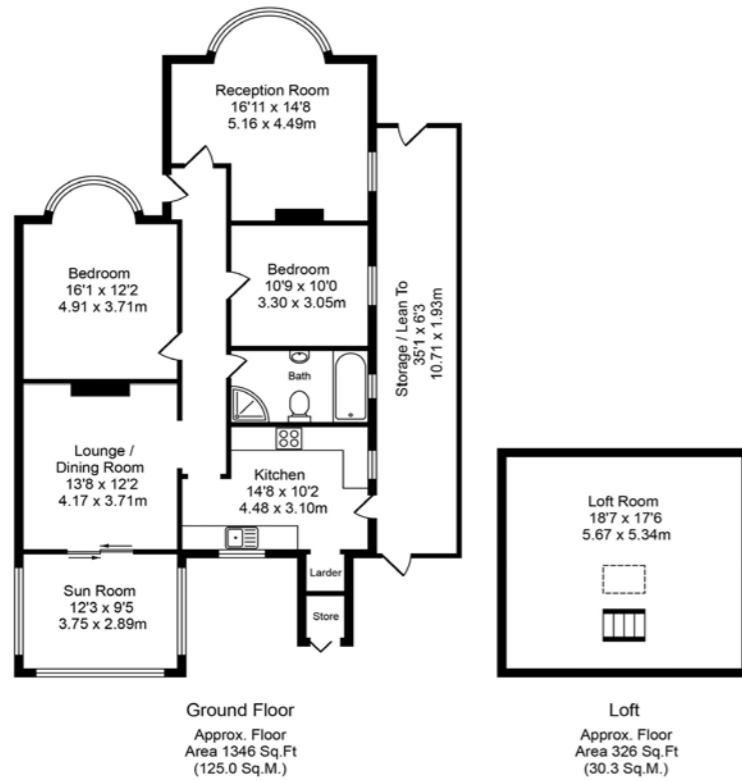 Reception Room
16'11 x 14'8
5.16 x 4.49m
Bedroom
16'1 x 12'2
4.91 x 3.71m
Bedroom
10'9 x 10'0
3.30 x 3.05m
Storage / Lean To
35'1 x 6'3
10.71 x 1.93m
Bath
Lounge /
Dining Room
13'8 x 12'2
4.17 x 3.71m
Kitchen
14'8 x 10'2
4.48 x 3.10m
Larder
Store
Sun Room
12'3 x 9'5
3.75 x 2.89m
Loft Room
18'7 x 17'6
5.67 x 5.34m
Ground Floor
Approx. Floor
Area 1346 Sq.Ft
(125.0 Sq.M.)
Loft
Approx. Floor
Area 326 Sq.Ft
(30.3 Sq.M.)